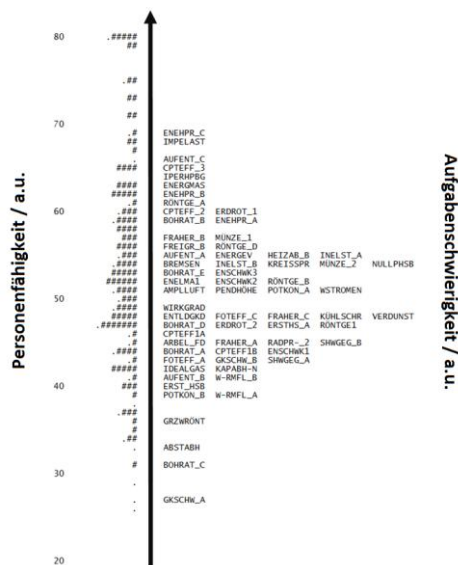 80 .#####
##
.##
##
##
70
.# ENEHPR_C
## IMPELAST
#
. AUFENT_C
#### CPTEFF_3
IPERHPBG
#### ENERGMAS
##### ENEHPR_B
.# RÖNTGE_A
60 .### CPTEFF_2 ERDROT_1
.#### BOHRAT_B ENEHPR_A
####
### FRAHER_B MÜNZE_1
#### FREIGR_B RÖNTGE_D
.## AUFENT_A ENERGEV HEIZAB_B INELST_A
.#### BREMSEN INELST_B KREISSPR MÜNZE_2 NULLPHSB
##### BOHRAT_E ENSCHWK3
###### ENELMA1 ENSCHWK2 RÖNTGE_B
.#### AMPLLUFT PENDHÖHE POTKON_A WSTROMEN
50 .###
.#### WIRKGRAD
##### ENTLDGKD FOTEFF_C FRAHER_C KÜHLSCHR VERDUNST
.####### BOHRAT_D ERDROT_2 ERSTHS_A RÖNTGE1
.# CPTEFF1A
.# ARBEL_FD FRAHER_A RADPR-_2 SHWGEG_B
.#### BOHRAT_A CPTEFF1B ENSCHWK1
.# FOTEFF_A GKSCHW_B SHWGEG_A
##### IDEALGAS KAPABH-N
.# AUFENT_B W-RMFL_B
40 ### ERST_HSB
# POTKON_B W-RMFL_A
.
.###
# GRZWRÖNT
#
.##
. ABSTABH
# BOHRAT_C
30
.
. GKSCHW_A
.
20
Personenfähigkeit / a.u.
Aufgabenschwierigkeit / a.u.